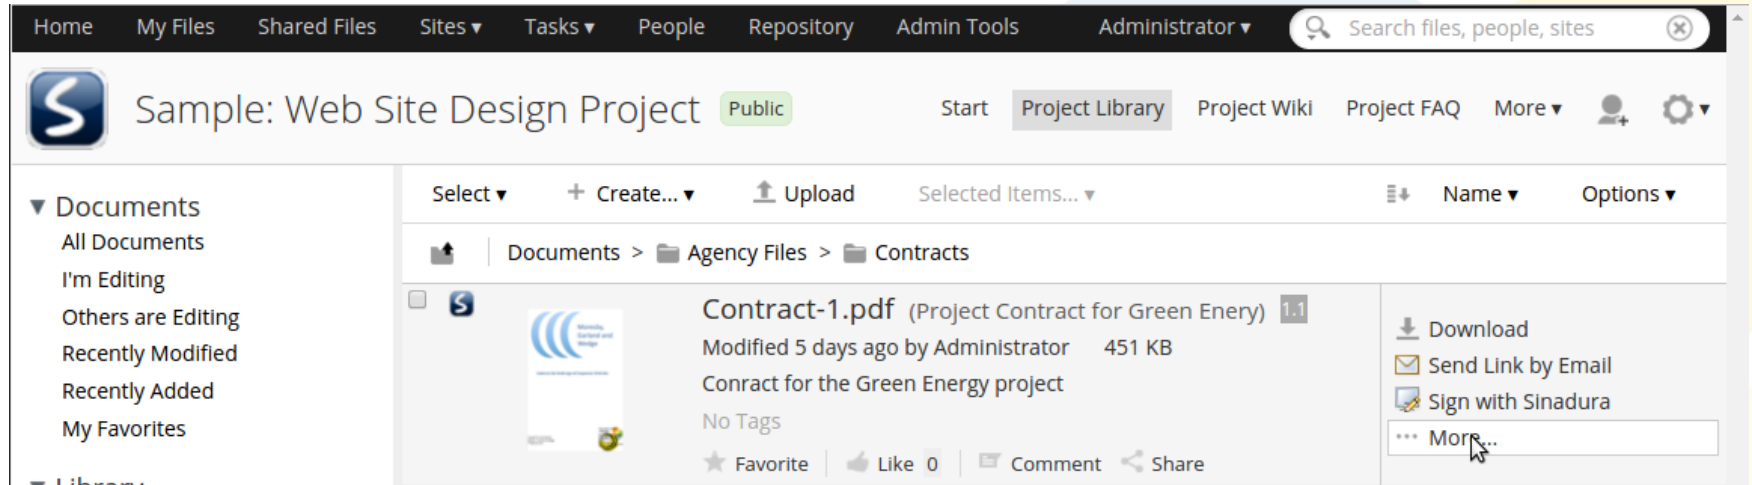 Home My Files Shared Files Sites ▾ Tasks ▾ People Repository Admin Tools Administrator ▾ Search files, people, sites
Sample: Web Site Design Project Public Start Project Library Project Wiki Project FAQ More ▾
Documents
All Documents
I'm Editing
Others are Editing
Recently Modified
Recently Added
My Favorites
Library
Select ▾ + Create... ▾ Upload Selected Items... ▾ Name ▾ Options ▾
Documents > Agency Files > Contracts
Contract-1.pdf (Project Contract for Green Enery) 1.1
Modified 5 days ago by Administrator 451 KB
Conract for the Green Energy project
No Tags
Favorite Like 0 Comment Share
Download
Send Link by Email
Sign with Sinadura
More...